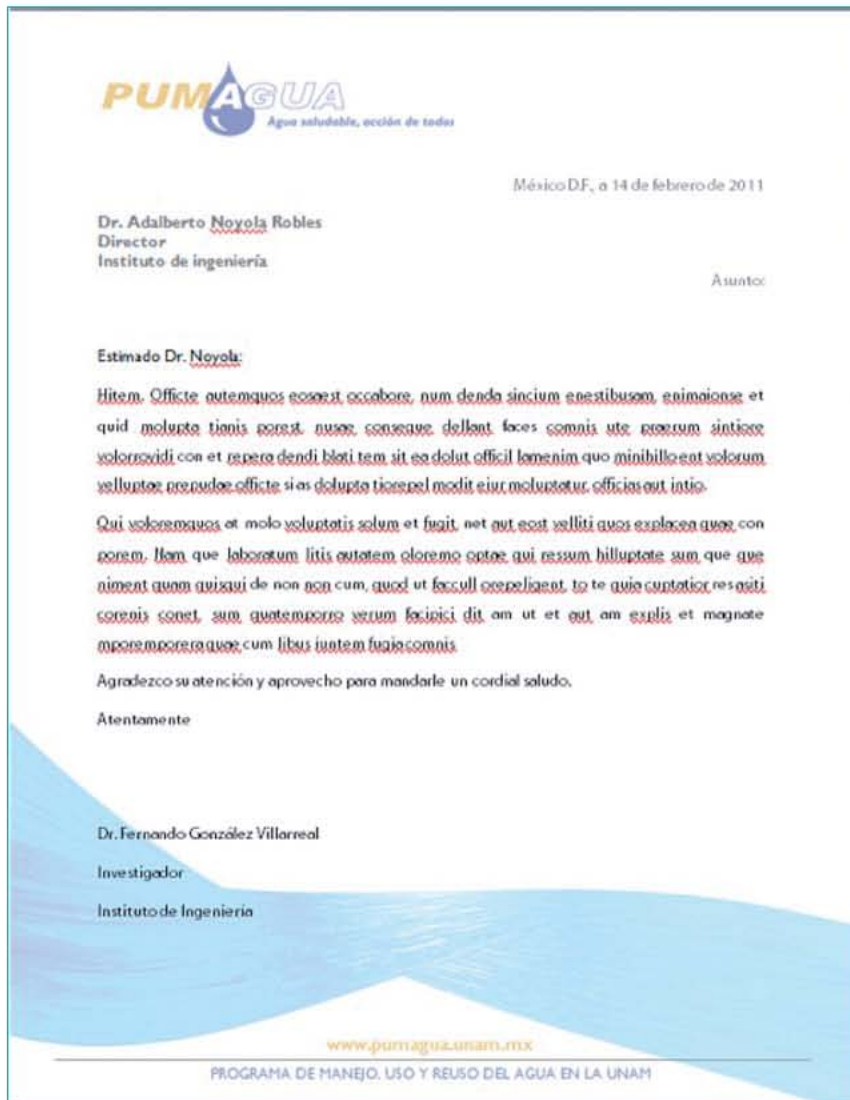 PUMAGUA
Agua saludable, acción de todos
México D.F., a 14 de febrero de 2011
Dr. Adalberto Noyola Robles
Director
Instituto de ingeniería
Asunto:
Estimado Dr. Noyola:
Hitem. Officte autemquos eosaest occabore, num denda sincium enestibusam, enimaionse et
quid molupta tianis porest, nusae conseque dellant faces comnis ute praerum sintiore
volorrovidi con et repera dendi blati tem sit ea dolut officil lamenim quo minihilloent volorum
velluptae prepudae officte si as dolupta tiorepel modit eiur moluptatur, officias aut intio.
Qui voloremquos at molo voluptatis solum et fugit, net aut eost velliti quos explacea quae con
porem. Nam que laboratum litis autatem oloremo optae qui ressum hilluptate sum que que
niment quam quisqui de non non cum, quod ut faccull orepeligent, to te quia cuptatior res asiti
corenis conet, sum quatemporro verum facipici dit am ut et aut am explis et magnate
mporemporera quae cum libus iuntem fugia comnis
Agradezco su atención y aprovecho para mandarle un cordial saludo.
Atentamente
Dr. Fernando González Villarreal
Investigador
Instituto de Ingeniería
www.pumagua.unam.mx
PROGRAMA DE MANEJO, USO Y REUSO DEL AGUA EN LA UNAM